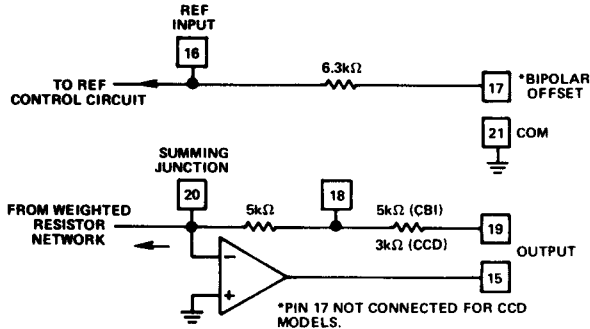 REF
INPUT
16
6.3kΩ
TO REF
CONTROL CIRCUIT
17
*BIPOLAR
OFFSET
21
COM
SUMMING
JUNCTION
20
18
FROM WEIGHTED
RESISTOR
NETWORK
5kΩ
5kΩ (CBI)
3kΩ (CCD)
19
OUTPUT
15
−
+
*PIN 17 NOT CONNECTED FOR CCD
MODELS.